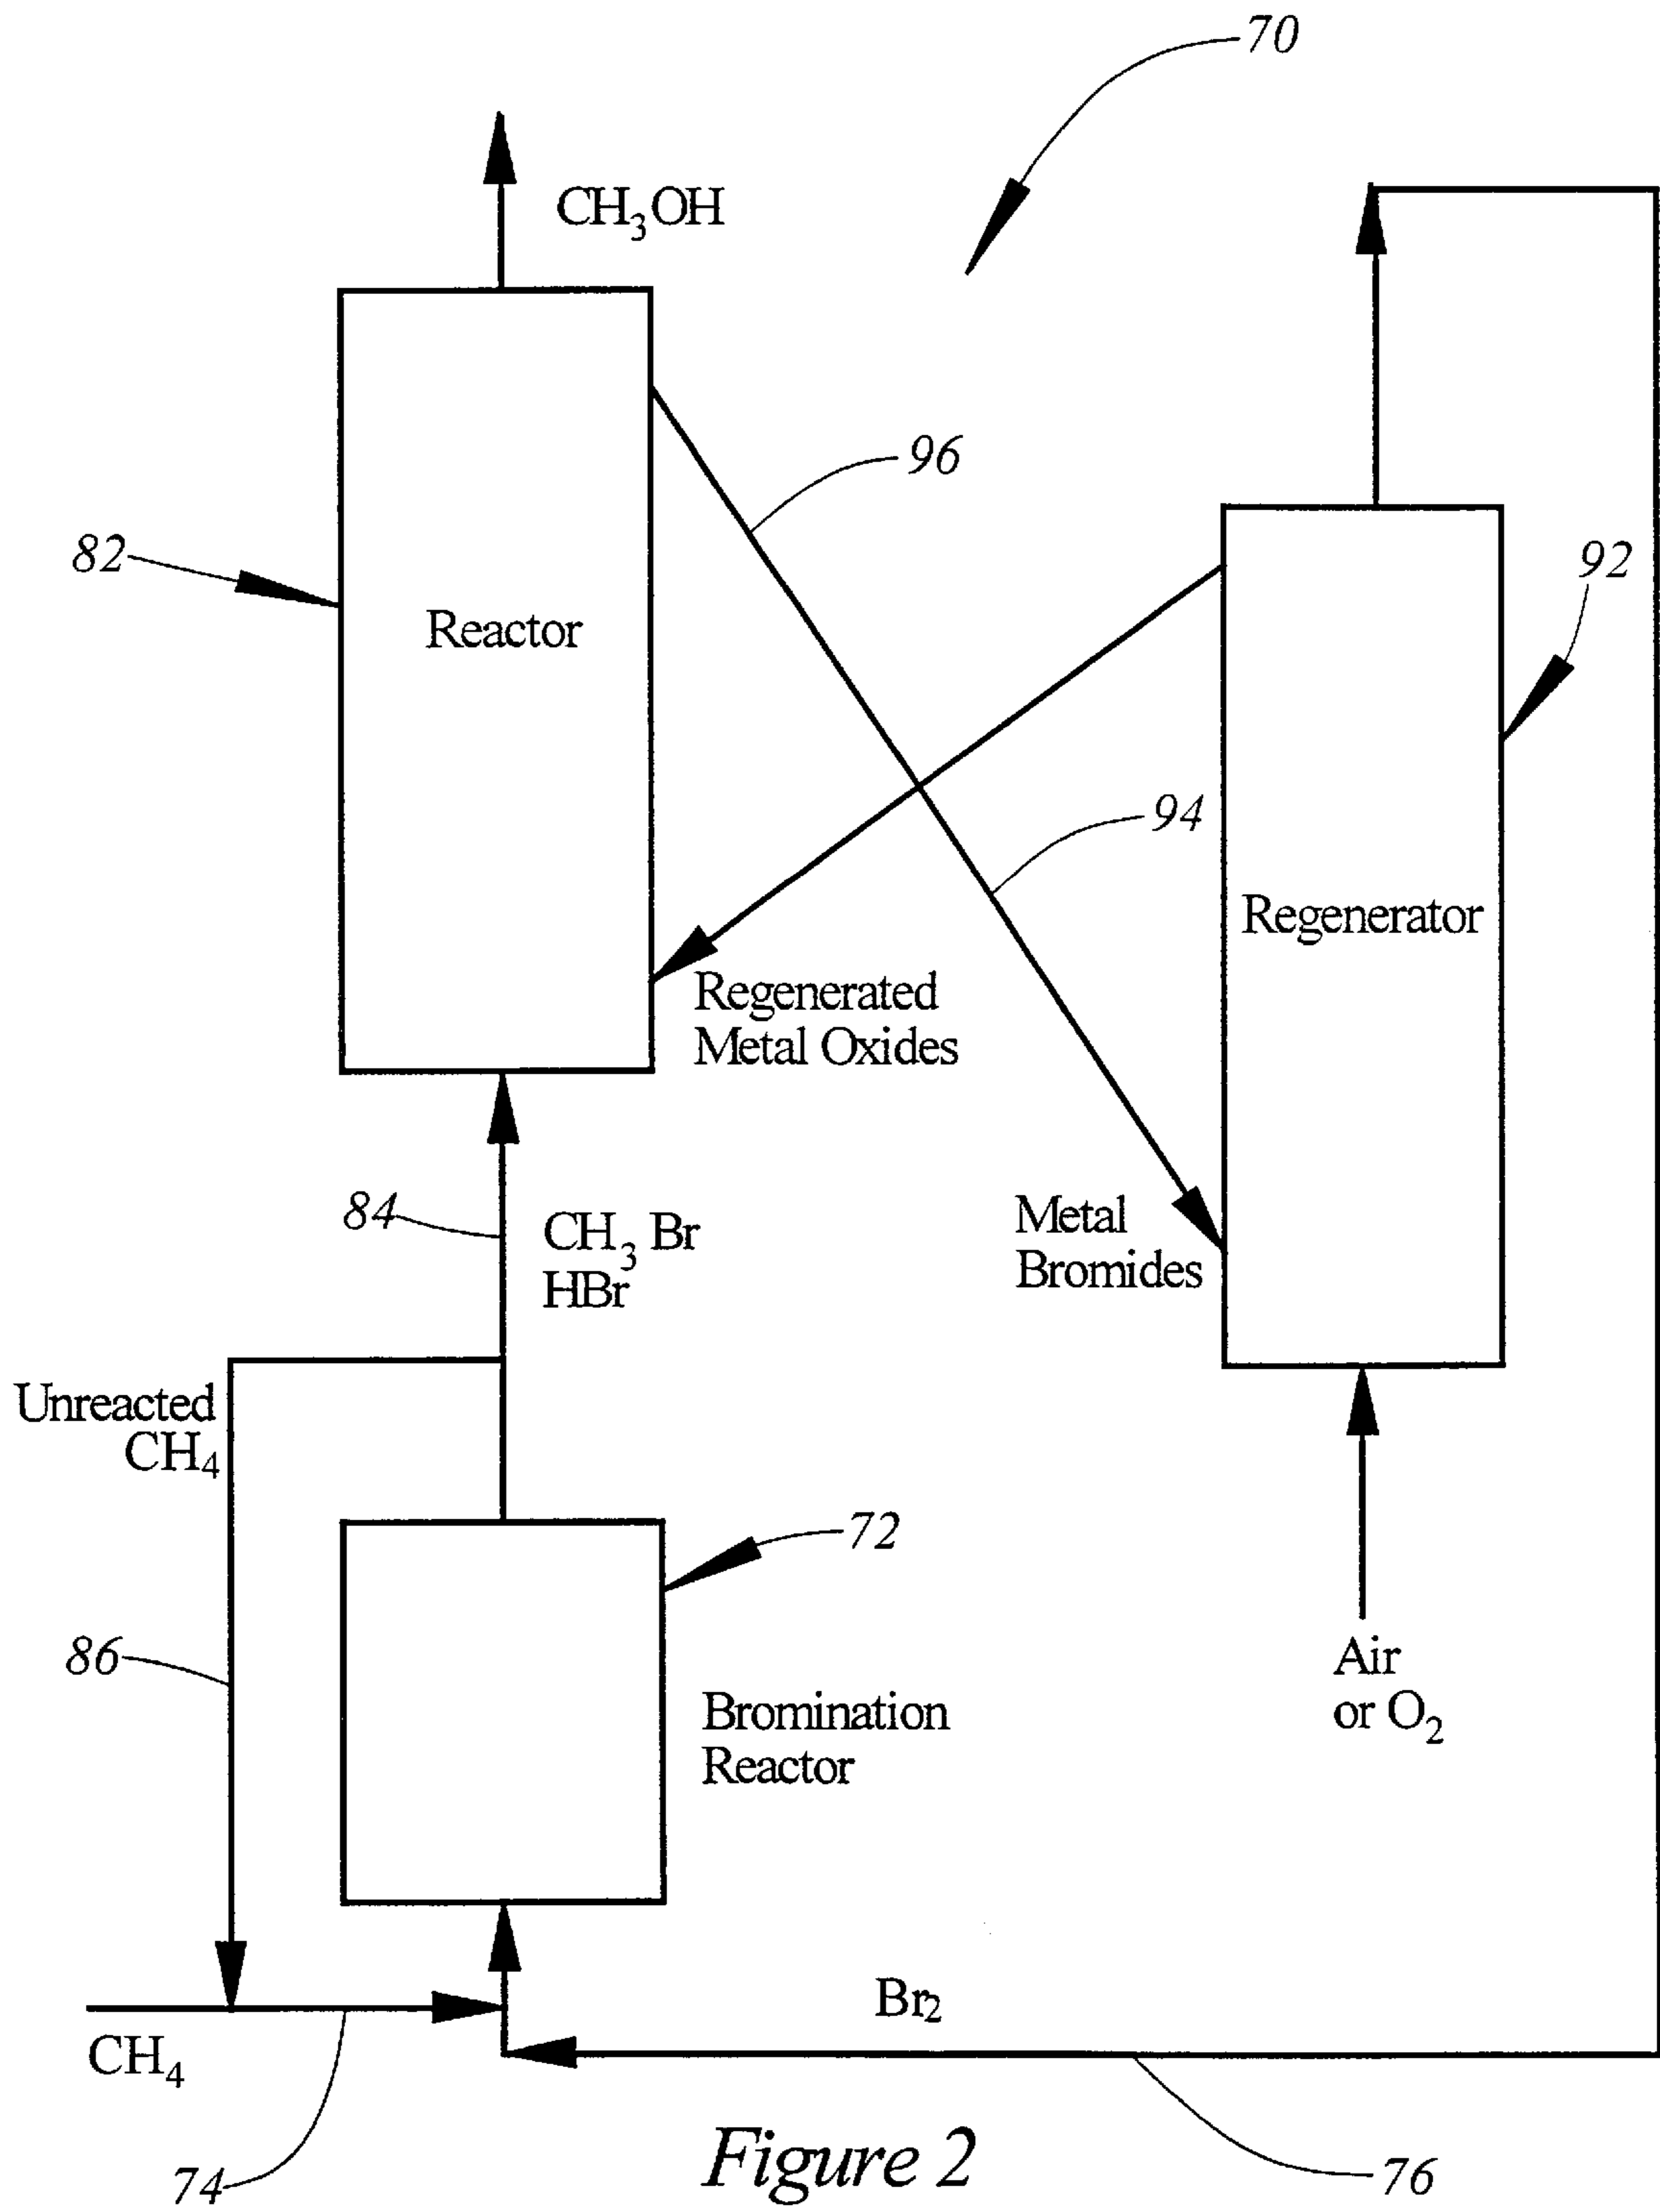 70
CH3OH
96
82
92
Reactor
94
Regenerator
Regenerated
Metal Oxides
84
CH3 Br
HBr
Metal
Bromides
Unreacted
CH4
72
86
Air
or O2
Bromination
Reactor
Br2
CH4
74
76
Figure 2